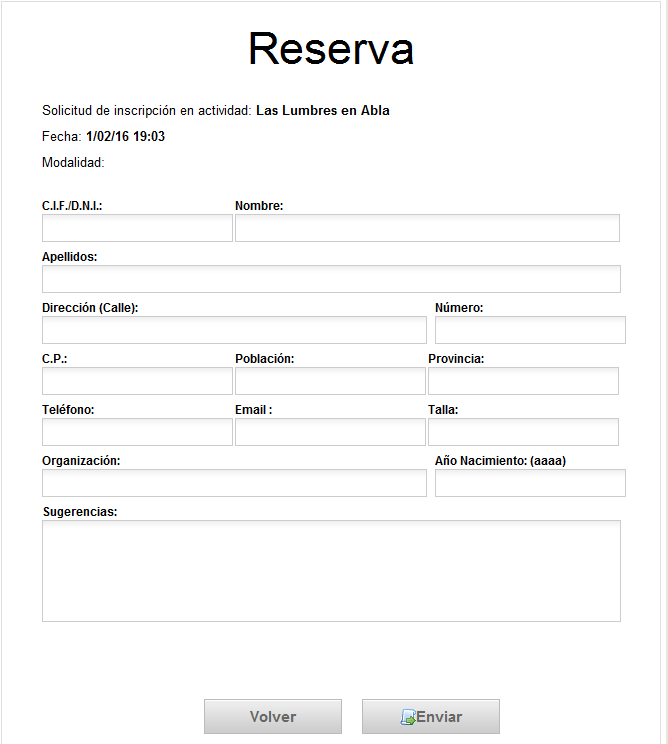 Reserva
Solicitud de inscripción en actividad: Las Lumbres en Abla
Fecha: 1/02/16 19:03
Modalidad:
C.I.F./D.N.I.: Nombre:
Apellidos:
Dirección (Calle): Número:
C.P.: Población: Provincia:
Teléfono: Email : Talla:
Organización: Año Nacimiento: (aaaa)
Sugerencias:
Volver Enviar